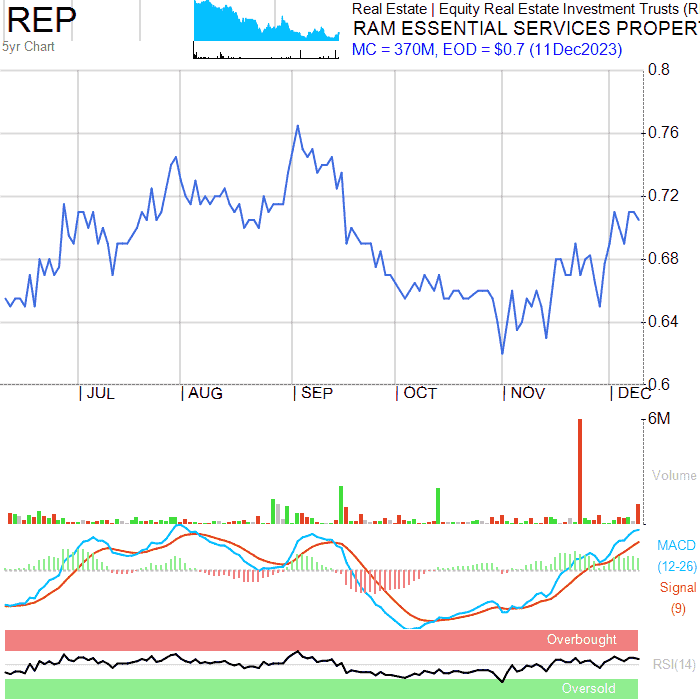 REP
5yr Chart
Real Estate | Equity Real Estate Investment Trusts (R
RAM ESSENTIAL SERVICES PROPER
MC = 370M, EOD = $0.7 (11Dec2023)
0.8
0.76
0.72
0.68
0.64
0.6
JUL AUG SEP OCT NOV DEC
6M
Volume
MACD
(12-26)
Signal
(9)
Overbought
RSI(14)
Oversold